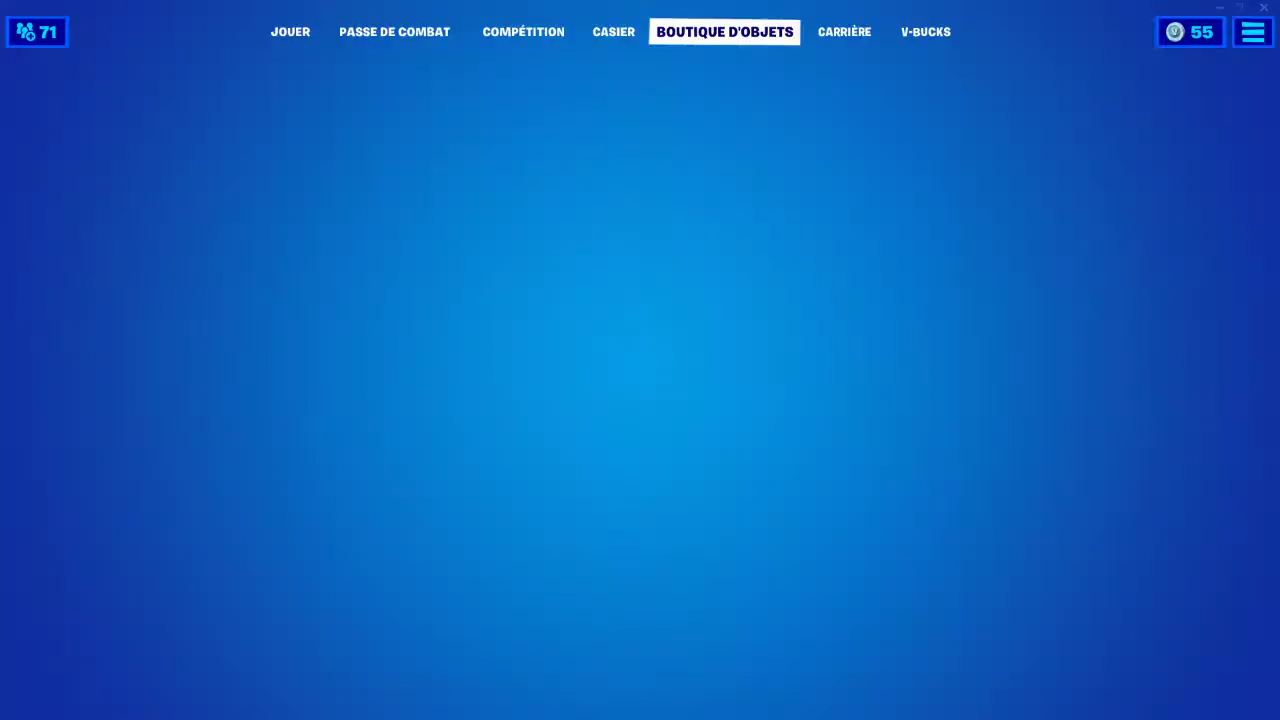 71
JOUER
PASSE DE COMBAT
COMPÉTITION
CASIER
BOUTIQUE D'OBJETS
CARRIÈRE
V-BUCKS
55